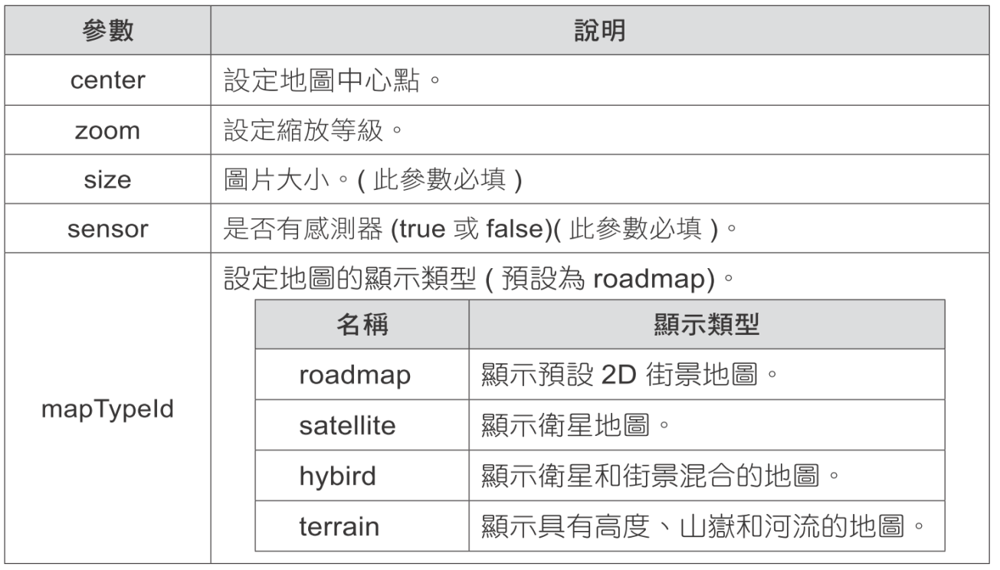 參數 說明
center 設定地圖中心點。
zoom 設定縮放等級。
size 圖片大小。( 此參數必填 )
sensor 是否有感測器 (true 或 false)( 此參數必填 )。
mapTypeId 設定地圖的顯示類型 ( 預設為 roadmap)。
名稱 顯示類型
roadmap 顯示預設 2D 街景地圖。
satellite 顯示衛星地圖。
hybird 顯示衛星和街景混合的地圖。
terrain 顯示具有高度、山嶽和河流的地圖。